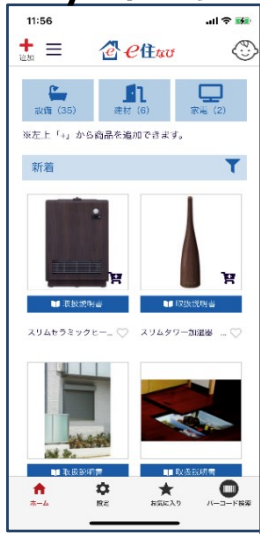 11:56
追加
e住なび
設備 (35)
建材 (6)
家電 (2)
※左上「+」から商品を追加できます。
新着
取扱説明書
取扱説明書
スリムセラミックヒー...
スリムタワー加湿器 ...
取扱説明書
取扱説明書
ホーム
設定
お気に入り
バーコード検索